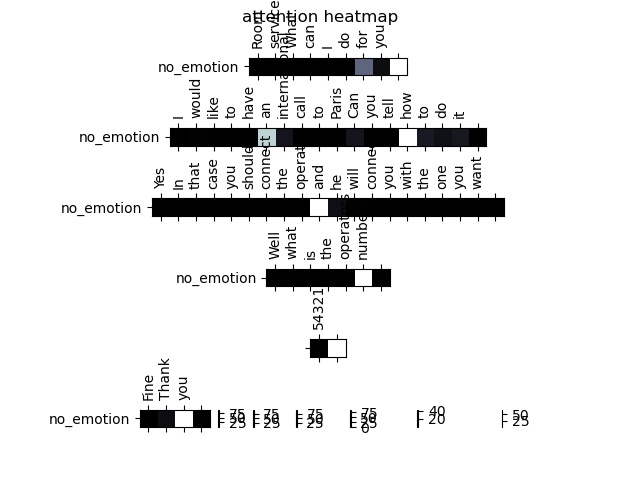 attention heatmap
Room service What can I do for you
no_emotion
I would like to have an international call to Paris Can you tell how to do it
no_emotion
Yes In that case you should connect the and he will you with the one you want
no_emotion
Well what is the number
no_emotion
54321
Fine Thank you
no_emotion
75 75 75 75 40 50
50 50 50 50 20 25
25 25 25 25
0